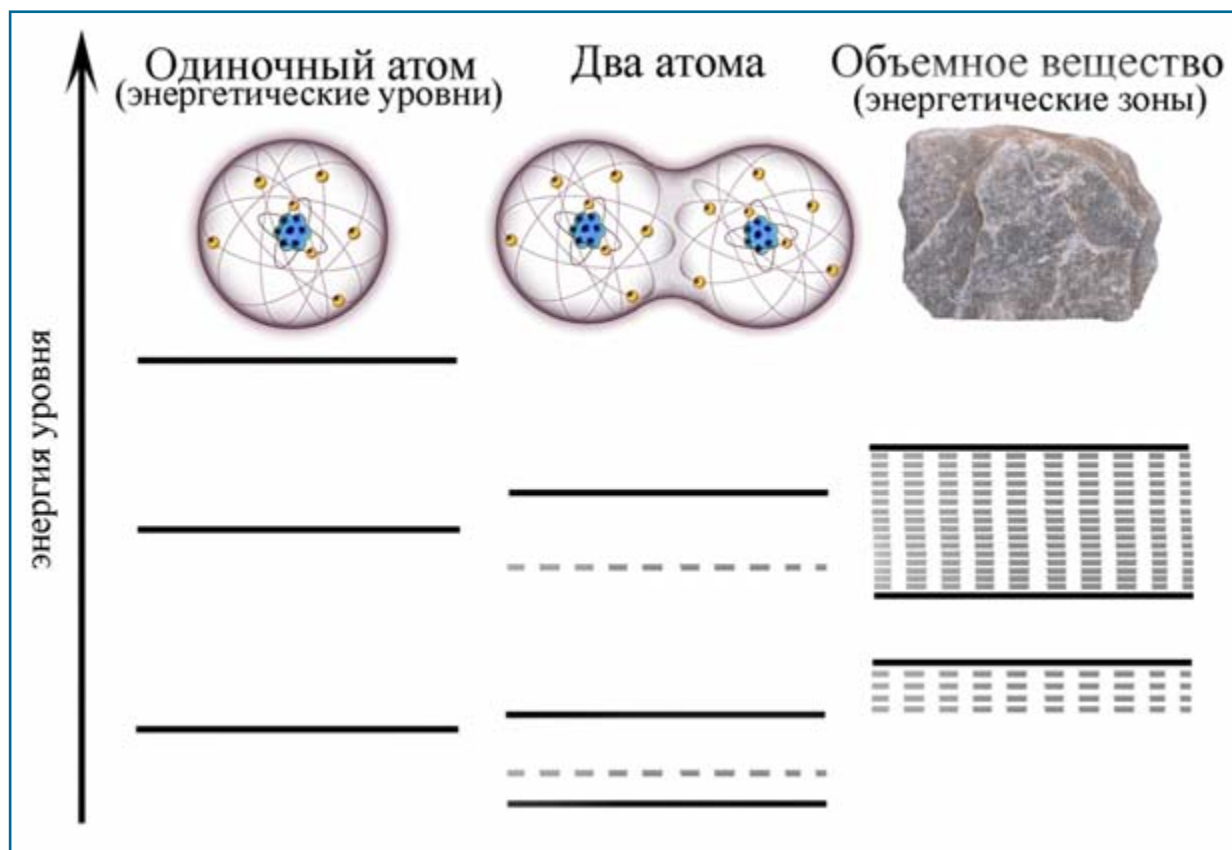 Одиночный атом
(энергетические уровни)
Два атома
Объемное вещество
(энергетические зоны)
энергия уровня